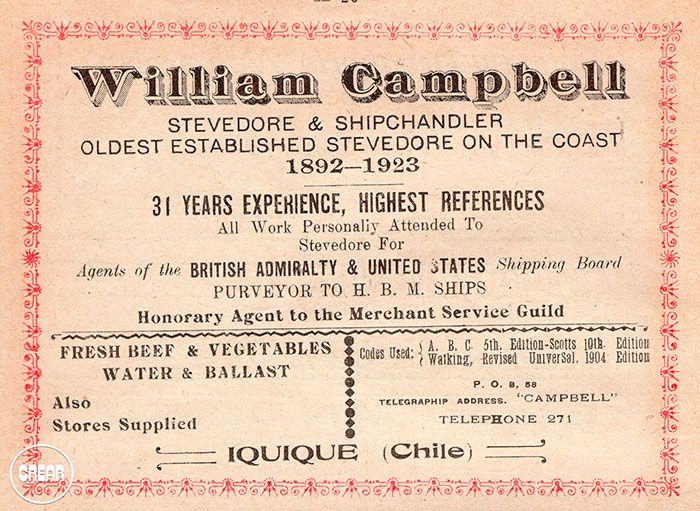 William Campbell
STEVEDORE & SHIPCHANDLER
OLDEST ESTABLISHED STEVEDORE ON THE COAST
1892—1923
31 YEARS EXPERIENCE, HIGHEST REFERENCES
All Work Personally Attended To
Stevedore For
Agents of the BRITISH ADMIRALTY & UNITED STATES Shipping Board
PURVEYOR TO H. B. M. SHIPS
Honorary Agent to the Merchant Service Guild
FRESH BEEF & VEGETABLES
WATER & BALLAST
Also
Stores Supplied
Codes Used: { A. B. C. 5th. Edition-Scotts 10th. Edition
Watking, Revised Universal, 1904 Edition
P. O. B, 58
TELEGRAPHIP ADDRESS. "CAMPBELL"
TELEPHONE 271
IQUIQUE (Chile)
CREAR